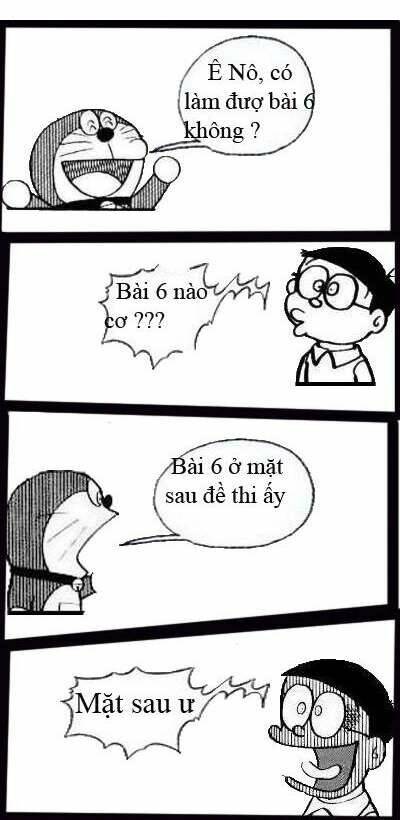 Ê Nô, có
làm đượ bài 6
không ?
Bài 6 nào
cơ ???
Bài 6 ở mặt
sau đề thi ấy
Mặt sau ư